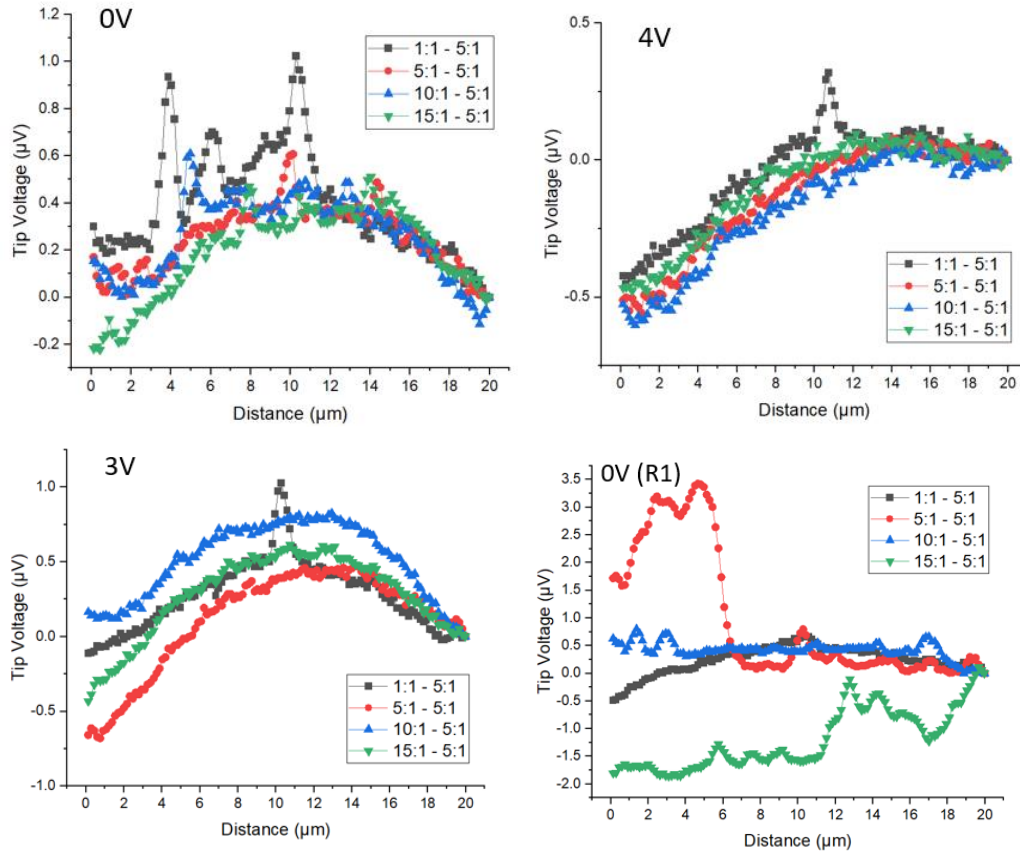 0V
1.2
1.0
0.8
0.6
0.4
0.2
0.0
-0.2
Tip Voltage (µV)
1:1 - 5:1
5:1 - 5:1
10:1 - 5:1
15:1 - 5:1
0 2 4 6 8 10 12 14 16 18 20
Distance (µm)
4V
0.5
0.0
-0.5
Tip Voltage (µV)
1:1 - 5:1
5:1 - 5:1
10:1 - 5:1
15:1 - 5:1
0 2 4 6 8 10 12 14 16 18 20
Distance (µm)
3V
1.0
0.5
0.0
-0.5
-1.0
Tip Voltage (µV)
1:1 - 5:1
5:1 - 5:1
10:1 - 5:1
15:1 - 5:1
0 2 4 6 8 10 12 14 16 18 20
Distance (µm)
0V (R1)
3.5
3.0
2.5
2.0
1.5
1.0
0.5
0.0
-0.5
-1.0
-1.5
-2.0
Tip Voltage (µV)
1:1 - 5:1
5:1 - 5:1
10:1 - 5:1
15:1 - 5:1
0 2 4 6 8 10 12 14 16 18 20
Distance (µm)